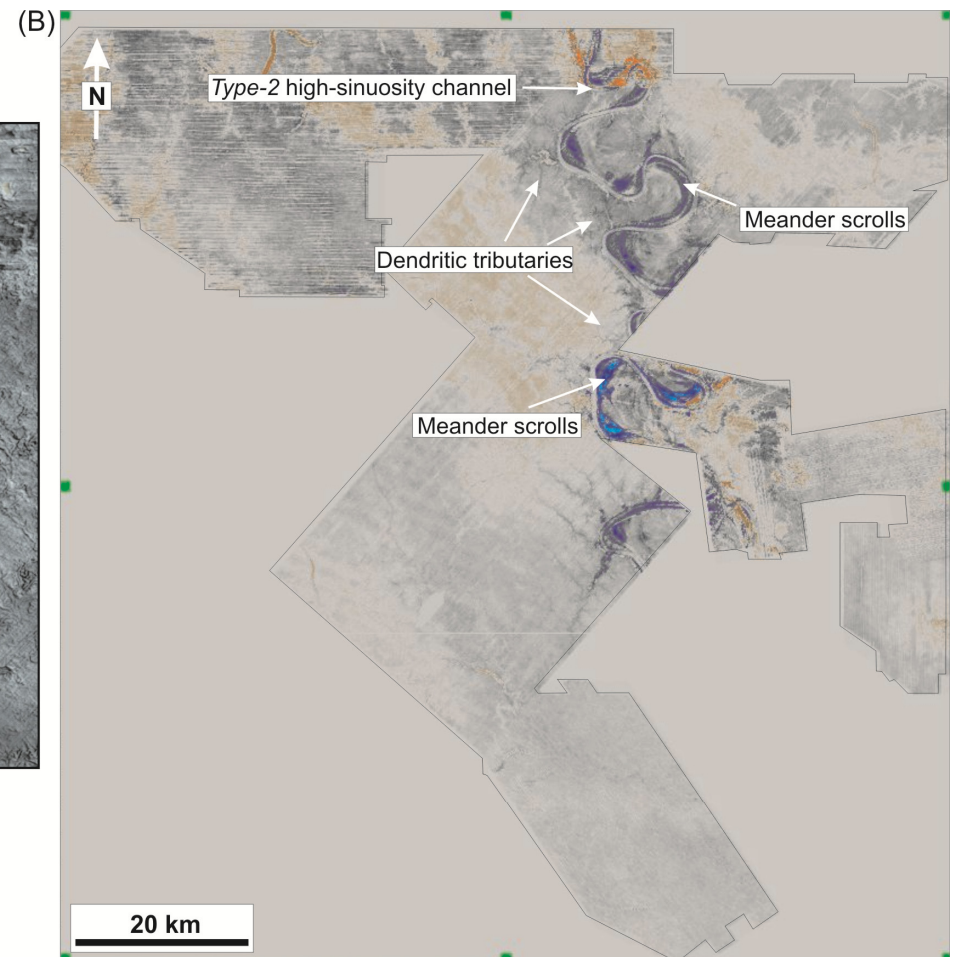 (B)
Type-2 high-sinuosity channel
N
Meander scrolls
Dendritic tributaries
Meander scrolls
20 km